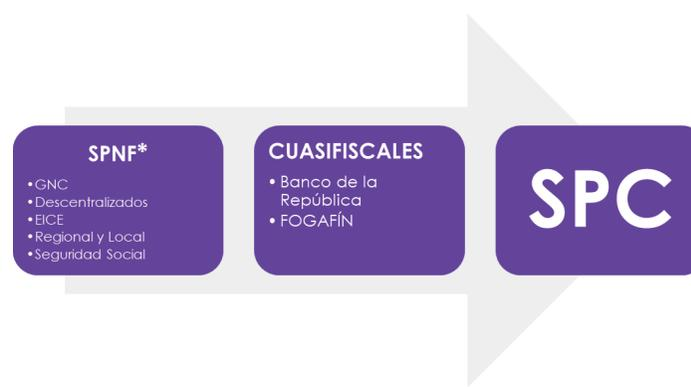 SPNF*
•GNC
•Descentralizados
•EICE
•Regional y Local
•Seguridad Social
CUASIFISCALES
• Banco de la
República
• FOGAFÍN
SPC